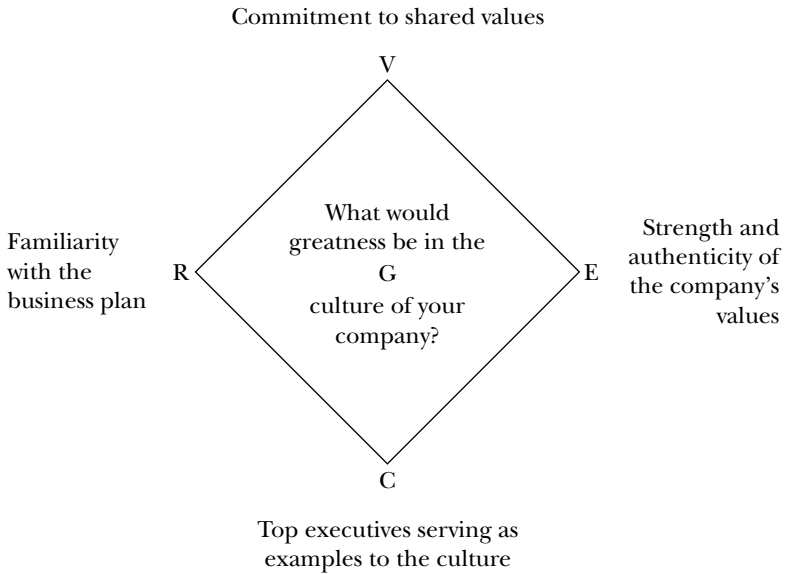 Commitment to shared values
V
What would
greatness be in the
G
culture of your
company?
Familiarity
with the
business plan
R
E
Strength and
authenticity of
the company’s
values
C
Top executives serving as
examples to the culture